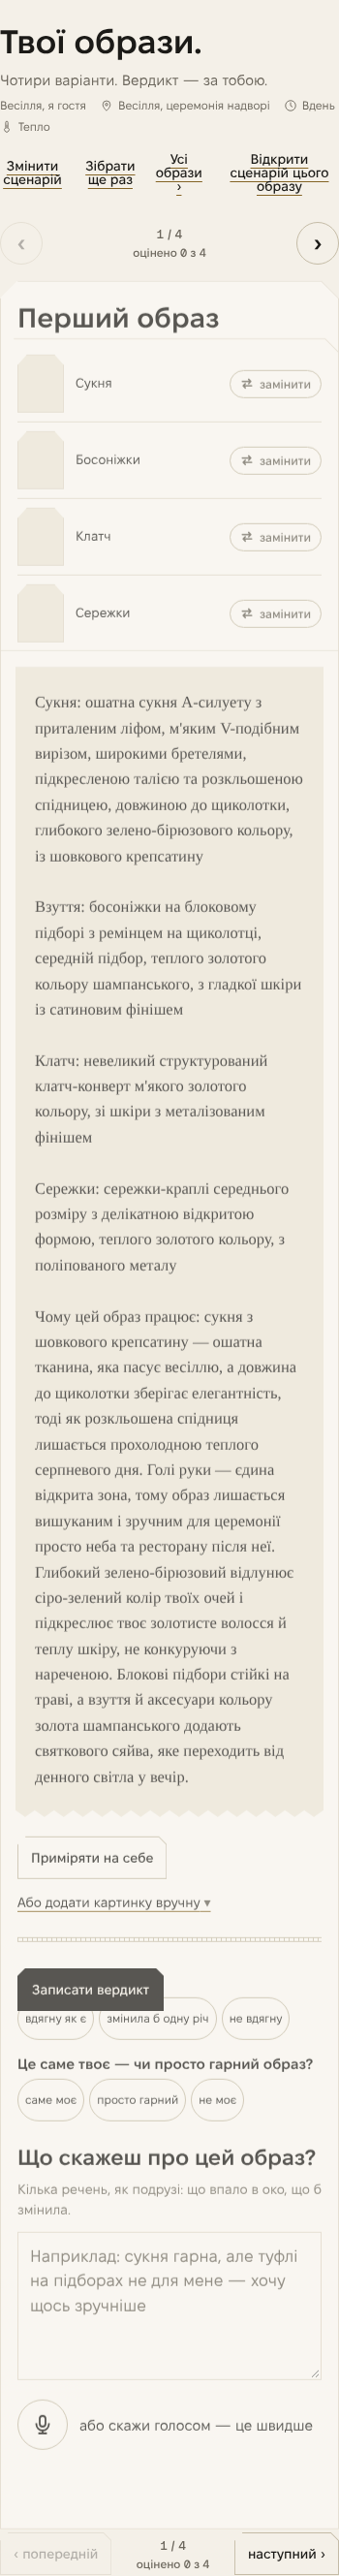 Твої образи.
Чотири варіанти. Вердикт — за тобою.
Весілля, я гостя Весілля, церемонія надворі Вдень
Тепло
Змінити
сценарій
Зібрати
ще раз
Усі
образи
›
Відкрити
сценарій цього
образу
‹
1 / 4
оцінено 0 з 4
›
Перший образ
Сукня
замінити
Босоніжки
замінити
Клатч
замінити
Сережки
замінити
Сукня: ошатна сукня А-силуету з
приталеним ліфом, м'яким V-подібним
вирізом, широкими бретелями,
підкресленою талією та розкльошеною
спідницею, довжиною до щиколотки,
глибокого зелено-бірюзового кольору,
із шовкового крепсатину
Взуття: босоніжки на блоковому
підборі з ремінцем на щиколотці,
середній підбор, теплого золотого
кольору шампанського, з гладкої шкіри
із сатиновим фінішем
Клатч: невеликий структурований
клатч-конверт м'якого золотого
кольору, зі шкіри з металізованим
фінішем
Сережки: сережки-краплі середнього
розміру з делікатною відкритою
формою, теплого золотого кольору, з
полірованого металу
Чому цей образ працює: сукня з
шовкового крепсатину — ошатна
тканина, яка пасує весіллю, а довжина
до щиколотки зберігає елегантність,
тоді як розкльошена спідниця
лишається прохолодною теплого
серпневого дня. Голі руки — єдина
відкрита зона, тому образ лишається
вишуканим і зручним для церемонії
просто неба та ресторану після неї.
Глибокий зелено-бірюзовий відлунює
сіро-зелений колір твоїх очей і
підкреслює твоє золотисте волосся й
теплу шкіру, не конкуруючи з
нареченою. Блокові підбори стійкі на
траві, а взуття й аксесуари кольору
золота шампанського додають
святкового сяйва, яке переходить від
денного світла у вечір.
Приміряти на себе
Або додати картинку вручну ▾
Записати вердикт
вдягну як є
змінила б одну річ
не вдягну
Це саме твоє — чи просто гарний образ?
саме моє
просто гарний
не моє
Що скажеш про цей образ?
Кілька речень, як подрузі: що впало в око, що б
змінила.
Наприклад: сукня гарна, але туфлі
на підборах не для мене — хочу
щось зручніше
або скажи голосом — це швидше
‹ попередній
1 / 4
оцінено 0 з 4
наступний ›